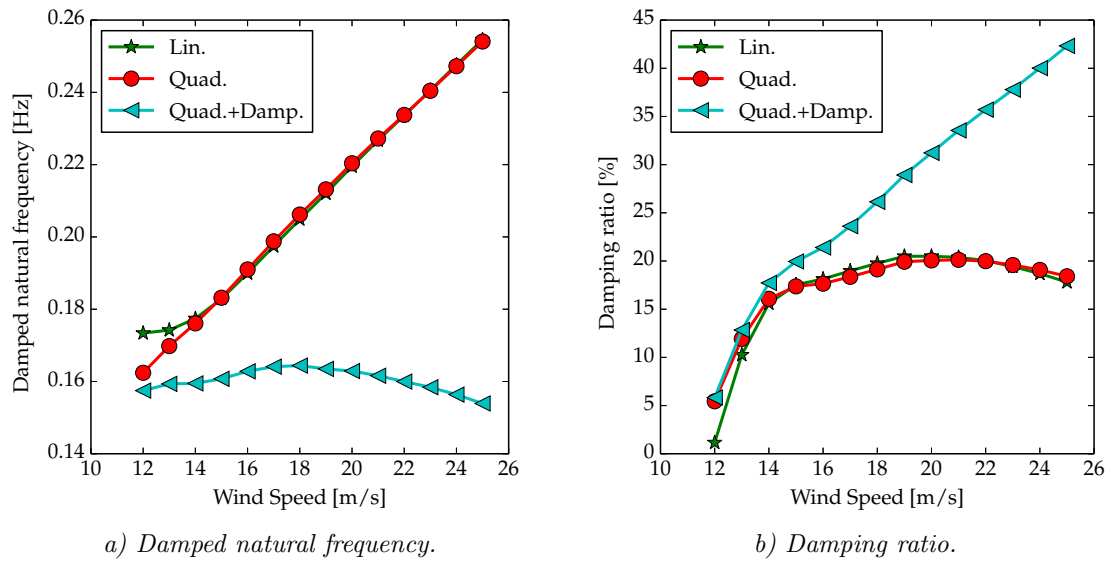 0.26
0.24
0.22
0.20
0.18
0.16
0.14
Damped natural frequency [Hz]
Lin.
Quad.
Quad.+Damp.
10 12 14 16 18 20 22 24 26
Wind Speed [m/s]
a) Damped natural frequency.
45
40
35
30
25
20
15
10
5
0
Damping ratio [%]
Lin.
Quad.
Quad.+Damp.
10 12 14 16 18 20 22 24 26
Wind Speed [m/s]
b) Damping ratio.